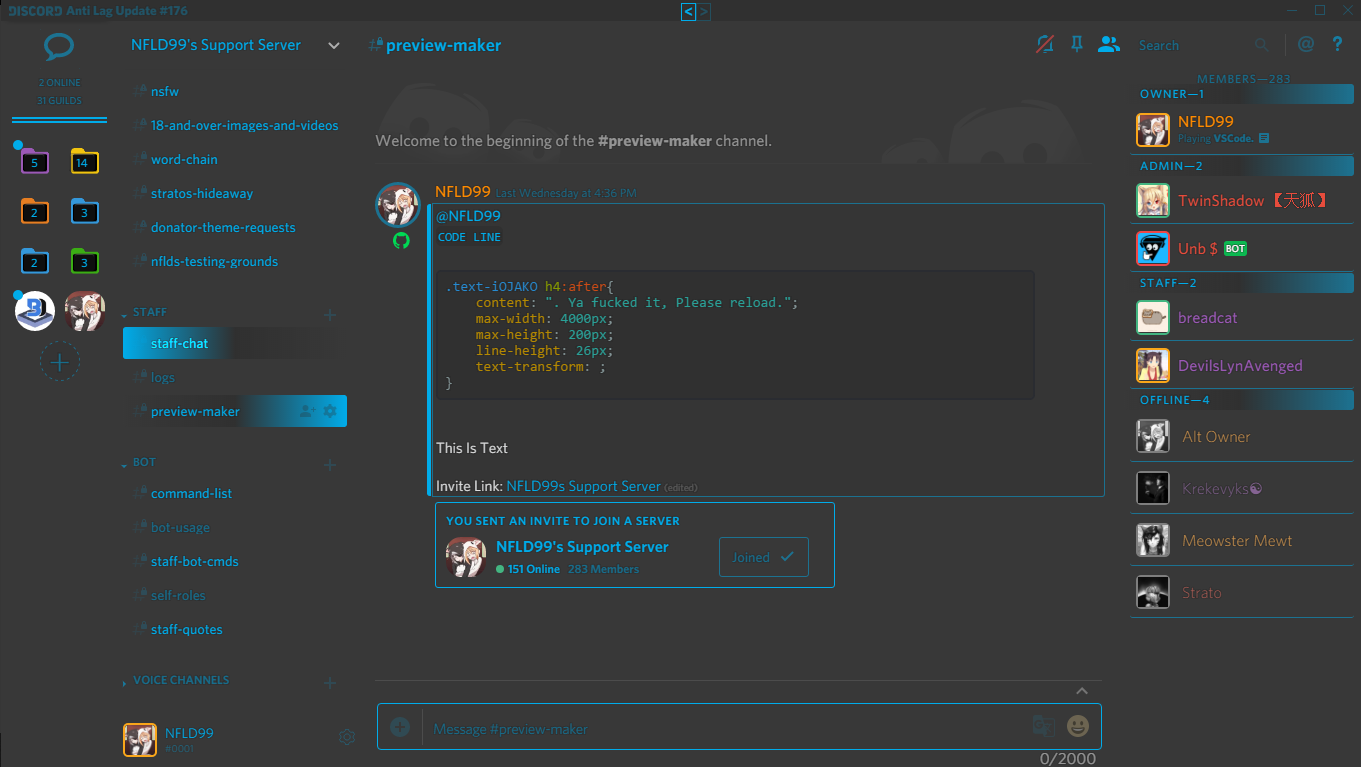 DISCORD Anti Lag Update #176
< >
2 ONLINE
31 GUILDS
5
14
2
3
2
3
NFLD99's Support Server
nsfw
18-and-over-images-and-videos
word-chain
stratos-hideaway
donator-theme-requests
nflds-testing-grounds
STAFF
staff-chat
logs
preview-maker
BOT
command-list
bot-usage
staff-bot-cmds
self-roles
staff-quotes
VOICE CHANNELS
NFLD99
#0001
#preview-maker
Search
@ ?
Welcome to the beginning of the #preview-maker channel.
NFLD99 Last Wednesday at 4:36 PM
@NFLD99
CODE LINE
.text-iOJAKO h4:after{
content: ". Ya fucked it, Please reload.";
max-width: 4000px;
max-height: 200px;
line-height: 26px;
text-transform: ;
}
This Is Text
Invite Link: NFLD99s Support Server (edited)
YOU SENT AN INVITE TO JOIN A SERVER
NFLD99's Support Server
151 Online 283 Members
Joined
Message #preview-maker
0/2000
MEMBERS—283
OWNER—1
NFLD99
Playing VSCode.
ADMIN—2
TwinShadow 【天狐】
Unb $ BOT
STAFF—2
breadcat
DevilsLynAvenged
OFFLINE—4
Alt Owner
Krekevyks☯
Meowster Mewt
Strato